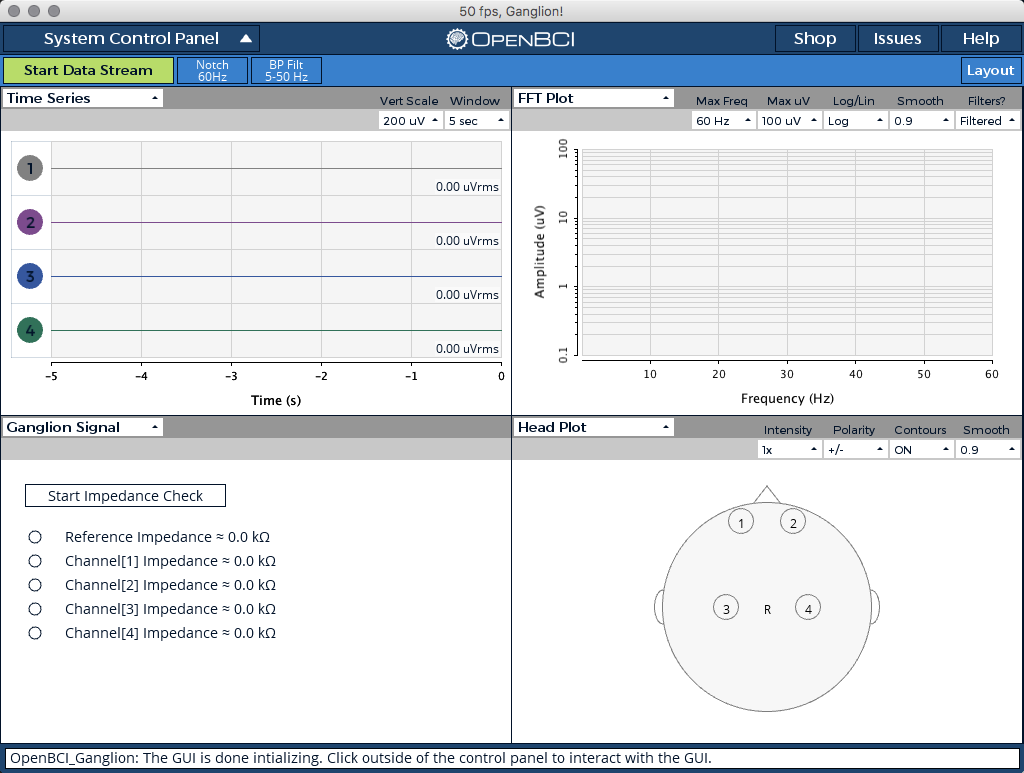 50 fps, Ganglion!
System Control Panel
OpenBCI
Shop
Issues
Help
Start Data Stream
Notch
60Hz
BP Filt
5-50 Hz
Layout
Time Series
Vert Scale
Window
200 uV
5 sec
1
0.00 uVrms
2
0.00 uVrms
3
0.00 uVrms
4
0.00 uVrms
-5 -4 -3 -2 -1 0
Time (s)
FFT Plot
Max Freq
Max uV
Log/Lin
Smooth
Filters?
60 Hz
100 uV
Log
0.9
Filtered
Amplitude (uV)
100
10
1
0.1
10 20 30 40 50 60
Frequency (Hz)
Ganglion Signal
Start Impedance Check
Reference Impedance ≈ 0.0 kΩ
Channel[1] Impedance ≈ 0.0 kΩ
Channel[2] Impedance ≈ 0.0 kΩ
Channel[3] Impedance ≈ 0.0 kΩ
Channel[4] Impedance ≈ 0.0 kΩ
Head Plot
Intensity
Polarity
Contours
Smooth
1x
+/-
ON
0.9
1 2
3 R 4
OpenBCI_Ganglion: The GUI is done intializing. Click outside of the control panel to interact with the GUI.